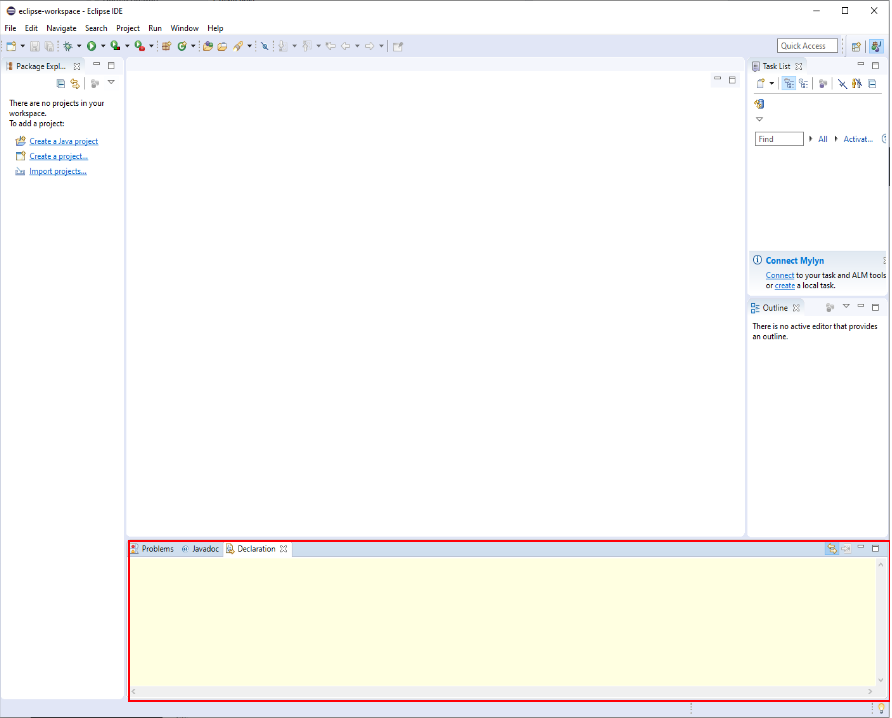 eclipse-workspace - Eclipse IDE
File Edit Navigate Search Project Run Window Help
Quick Access
Package Expl...
There are no projects in your
workspace.
To add a project:
Create a Java project
Create a project...
Import projects...
Task List
Find All Activat...
Connect Mylyn
Connect to your task and ALM tools
or create a local task.
Outline
There is no active editor that provides
an outline.
Problems @ Javadoc Declaration